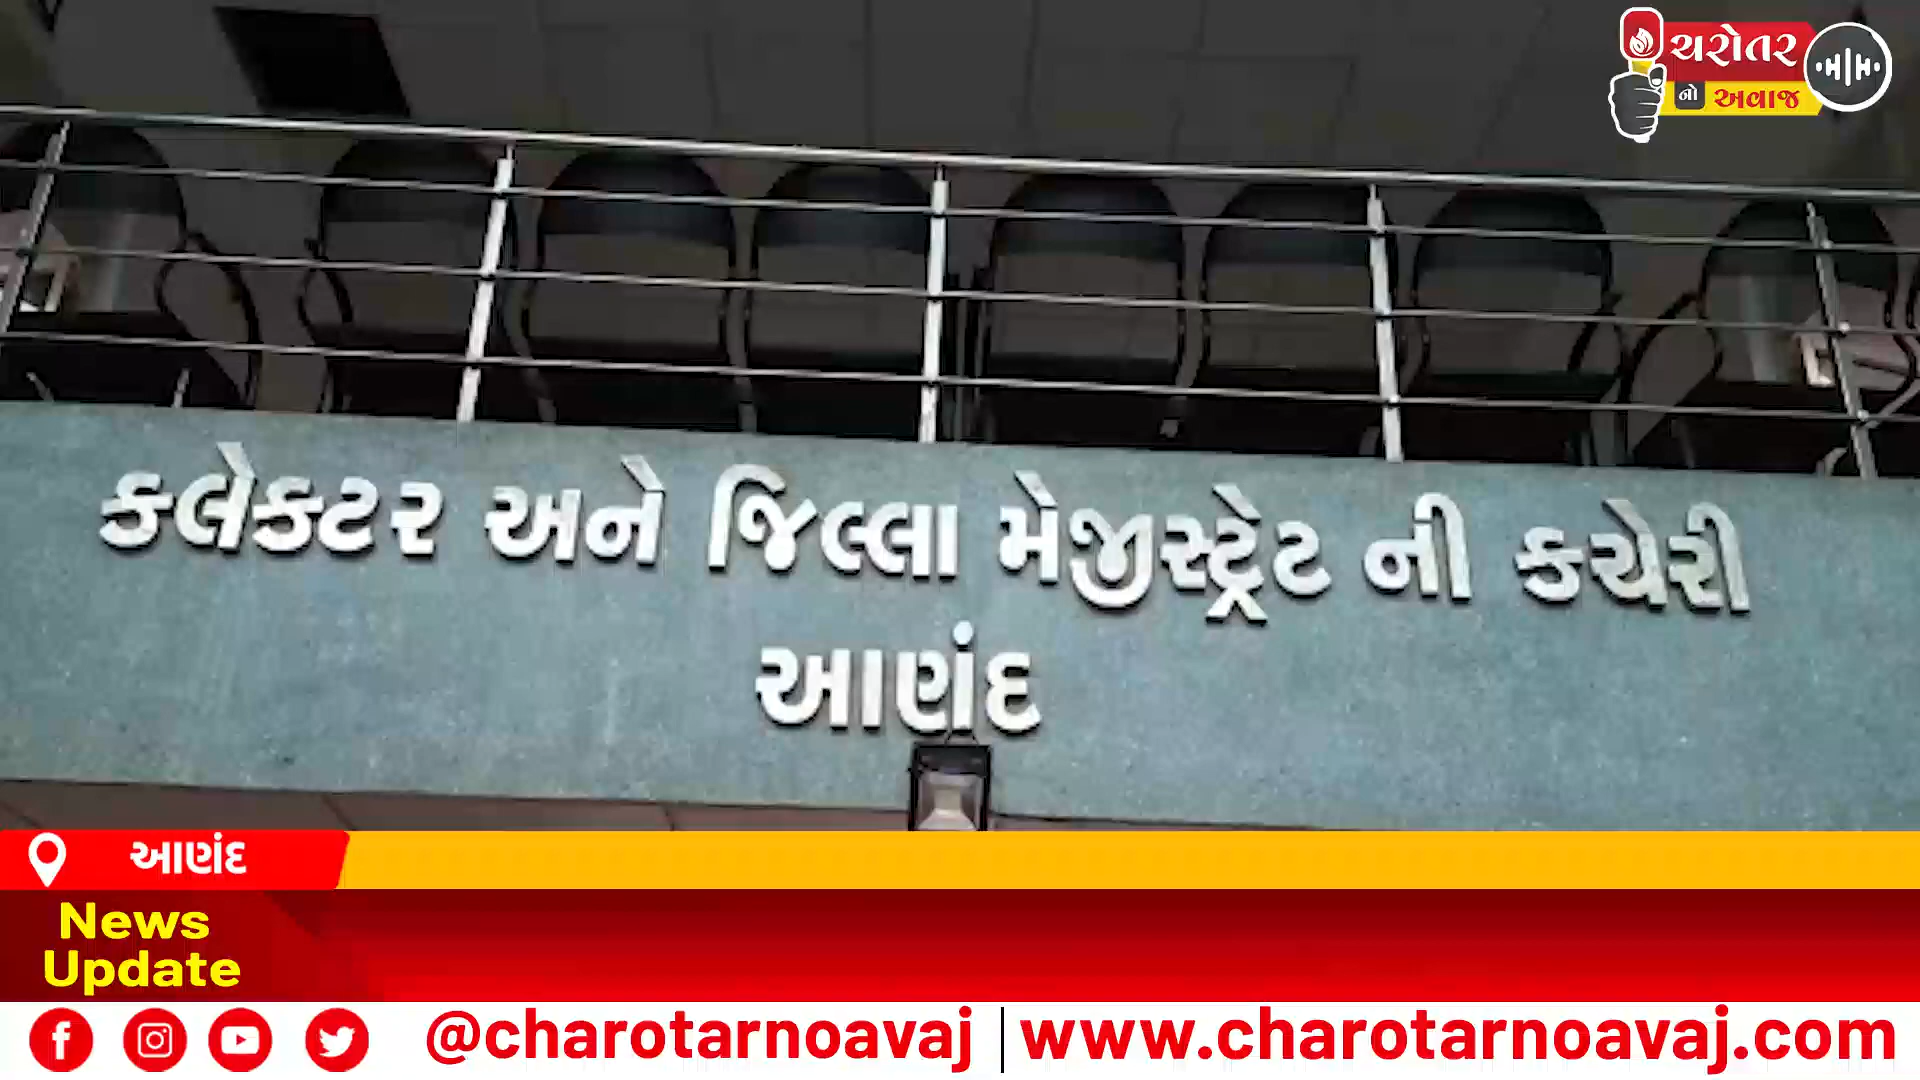 ચરોતર
નો અવાજ
કલેક્ટર અને જિલ્લા મેજીસ્ટ્રેટ ની કચેરી
આણંદ
આણંદ
News
Update
@charotarnoavaj | www.charotarnoavaj.com